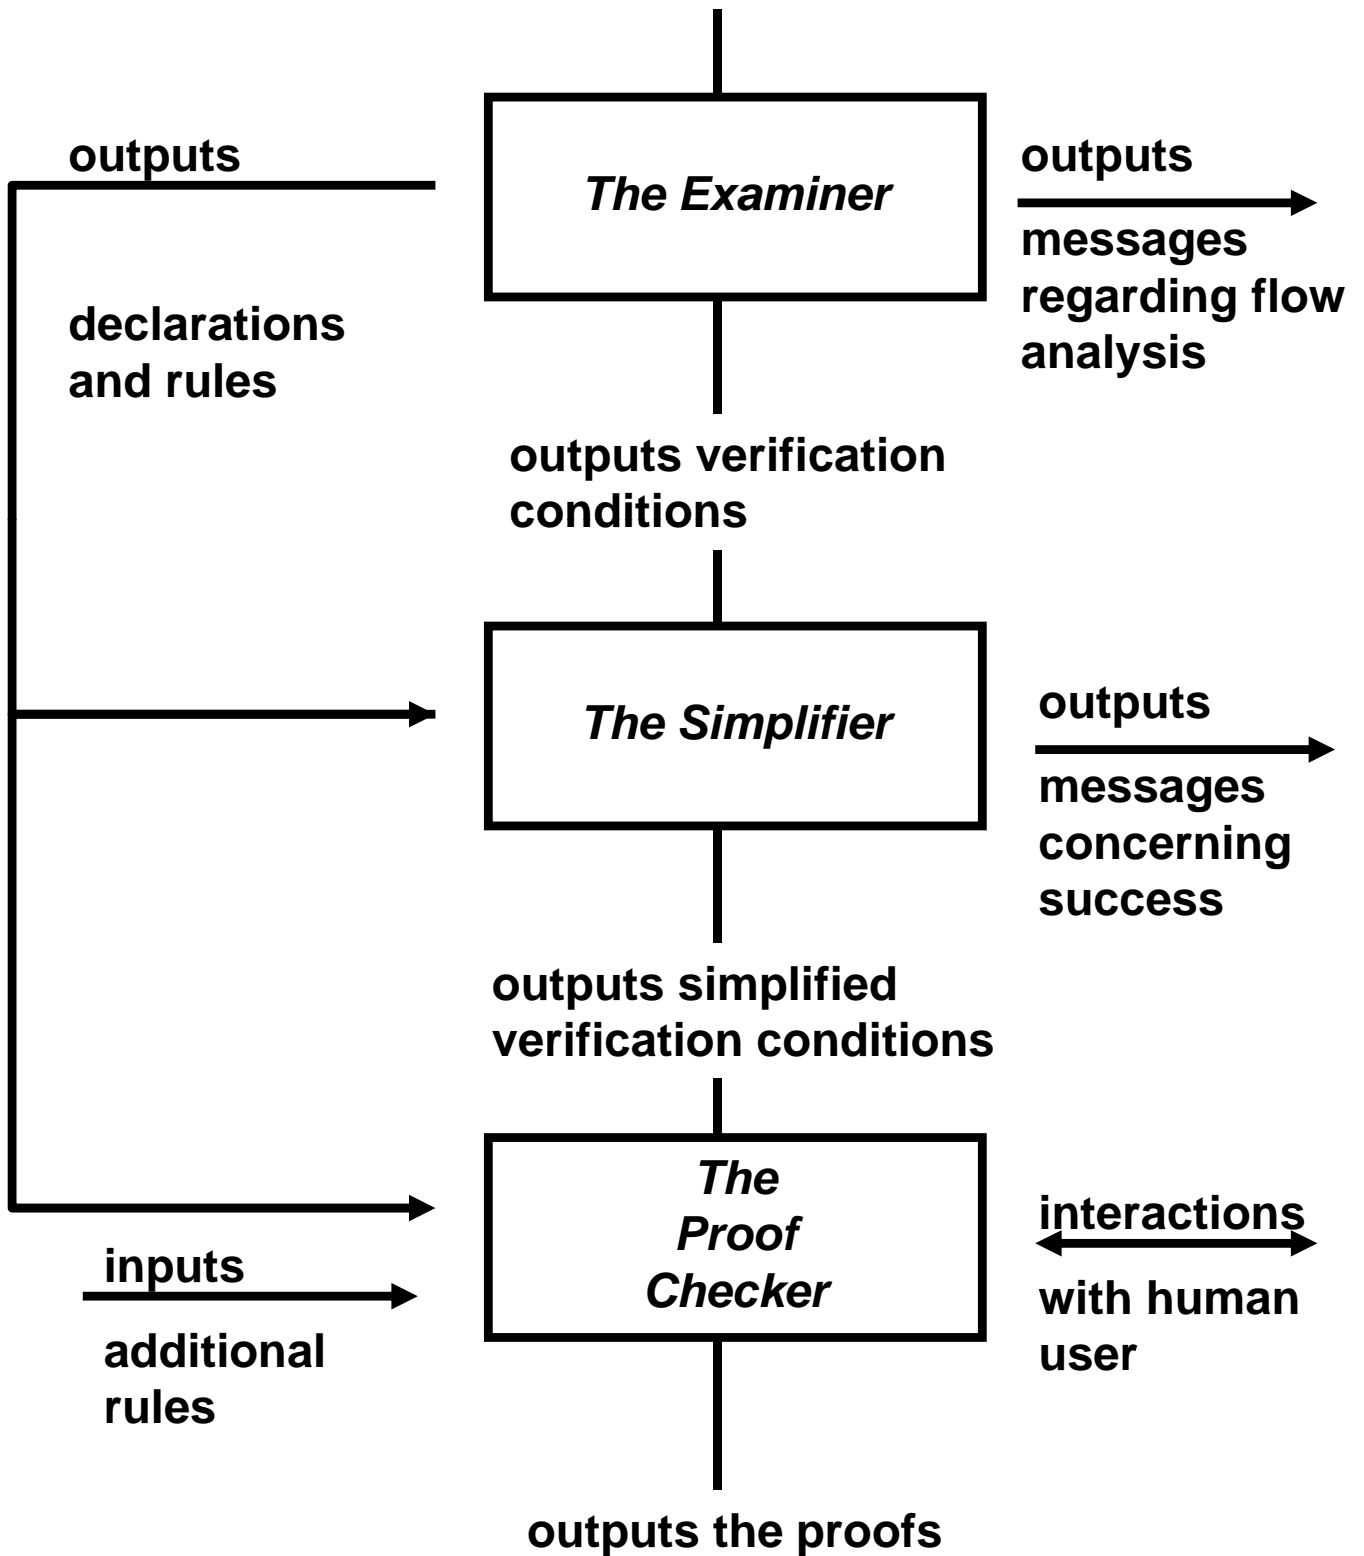 outputs
The Examiner
outputs
messages
regarding flow
analysis
declarations
and rules
outputs verification
conditions
The Simplifier
outputs
messages
concerning
success
outputs simplified
verification conditions
The
Proof
Checker
interactions
with human
user
inputs
additional
rules
outputs the proofs